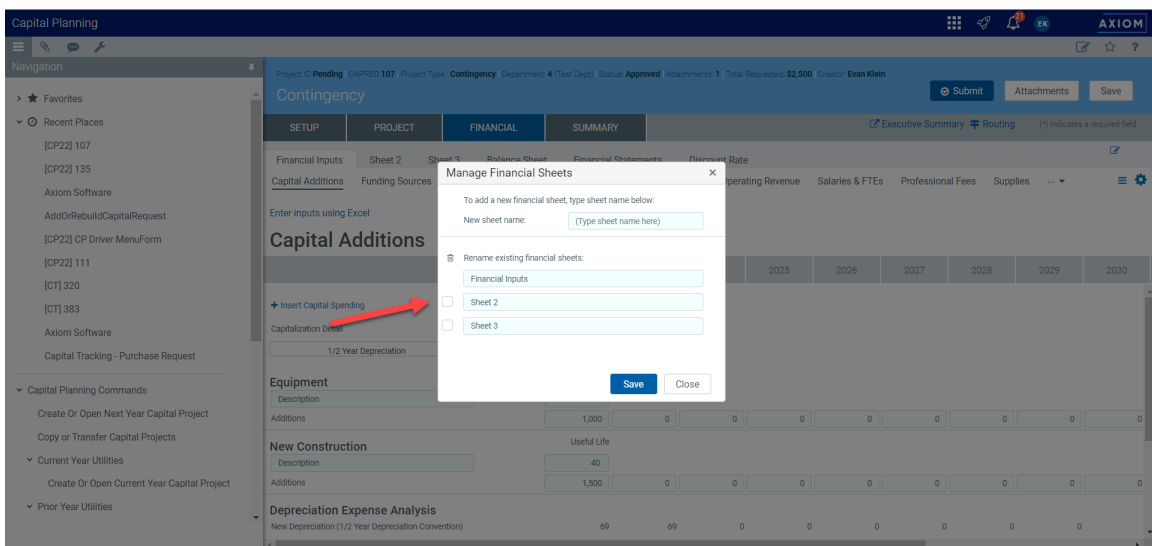 Capital Planning
21
EK
AXIOM
?
Navigation
Favorites
Recent Places
[CP22] 107
[CP22] 135
Axiom Software
AddOrRebuildCapitalRequest
[CP22] CP Driver MenuForm
[CP22] 111
[CT] 320
[CT] 383
Axiom Software
Capital Tracking - Purchase Request
Capital Planning Commands
Create Or Open Next Year Capital Project
Copy or Transfer Capital Projects
Current Year Utilities
Create Or Open Current Year Capital Project
Prior Year Utilities
Project ID Pending CAPREQ 107 Project Type : Contingency Department: 4 (Test Dept) Status: Approved Attachments: 1 Total Requested: $2,500 Creator: Evan Klein
Contingency
Submit Attachments Save
SETUP PROJECT FINANCIAL SUMMARY
Executive Summary Routing (*) Indicates a required field
Financial Inputs Sheet 2 Sheet 3 Balance Sheet Financial Statements Discount Rate
Capital Additions Funding Sources Operating Revenue Salaries & FTEs Professional Fees Supplies ...
Enter inputs using Excel
Capital Additions
2025 2026 2027 2028 2029 2030
+ Insert Capital Spending
Capitalization Detail
1/2 Year Depreciation
Equipment
Description
Additions 1,000 0 0 0 0 0 0 0 0
New Construction Useful Life
Description 40
Additions 1,500 0 0 0 0 0 0 0 0
Depreciation Expense Analysis
New Depreciation (1/2 Year Depreciation Convention) 69 69 0 0 0 0 0 0
Manage Financial Sheets ×
To add a new financial sheet, type sheet name below:
New sheet name: (Type sheet name here)
Rename existing financial sheets:
Financial Inputs
Sheet 2
Sheet 3
Save Close